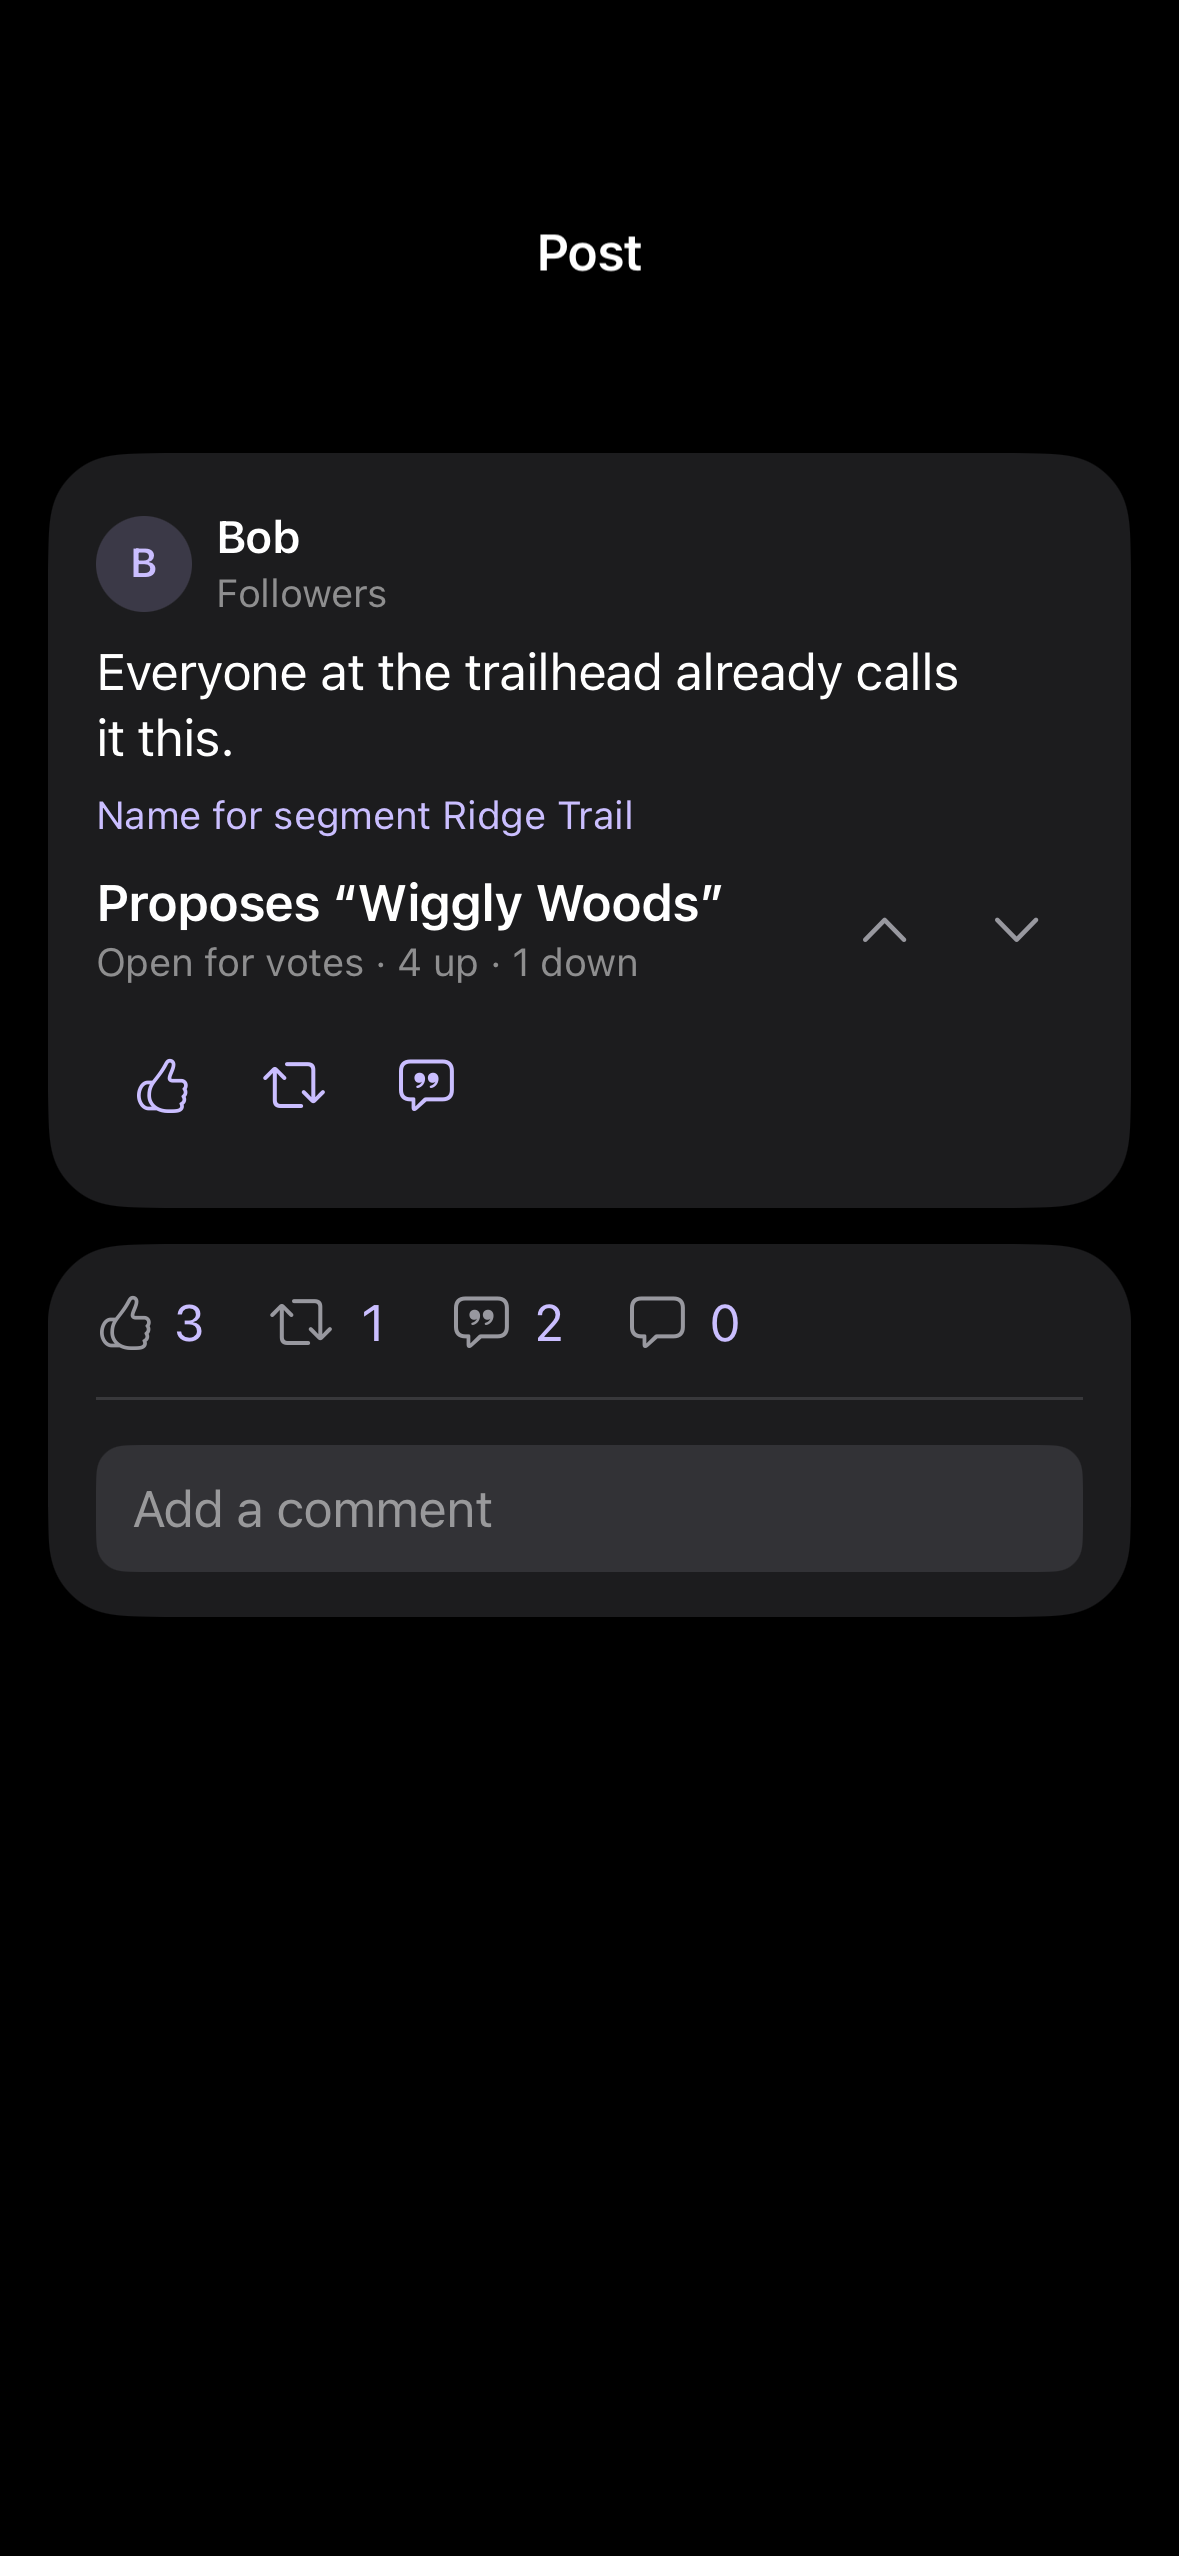 Post
B
Bob
Followers
Everyone at the trailhead already calls
it this.
Name for segment Ridge Trail
Proposes “Wiggly Woods”
Open for votes · 4 up · 1 down
3
1
2
0
Add a comment